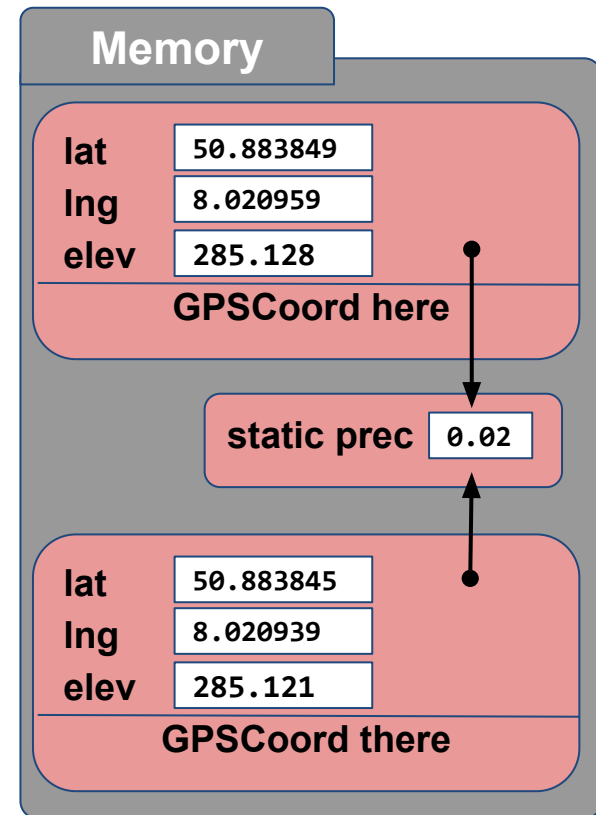 Memory
lat 50.883849
lng 8.020959
elev 285.128
GPSCoord here
static prec 0.02
lat 50.883845
lng 8.020939
elev 285.121
GPSCoord there